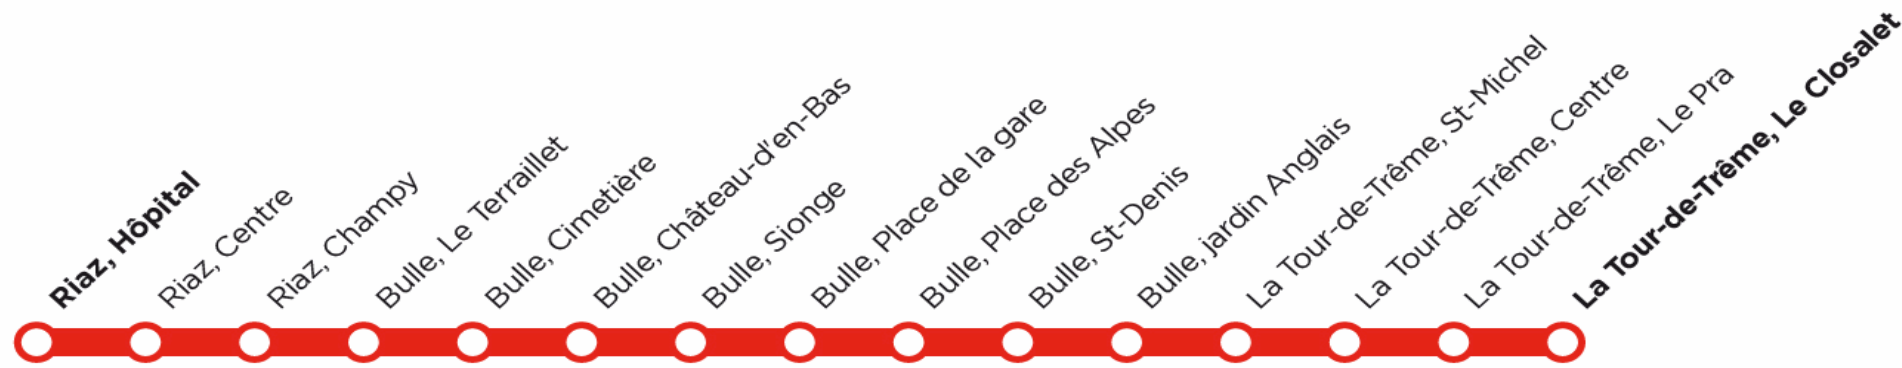 Riaz, Hôpital
Riaz, Centre
Riaz, Champy
Bulle, Le Terraillet
Bulle, Cimetière
Bulle, Château-d'en-Bas
Bulle, Sionge
Bulle, Place de la gare
Bulle, Place des Alpes
Bulle, St-Denis
Bulle, jardin Anglais
La Tour-de-Trême, St-Michel
La Tour-de-Trême, Centre
La Tour-de-Trême, Le Pra
La Tour-de-Trême, Le Closalet